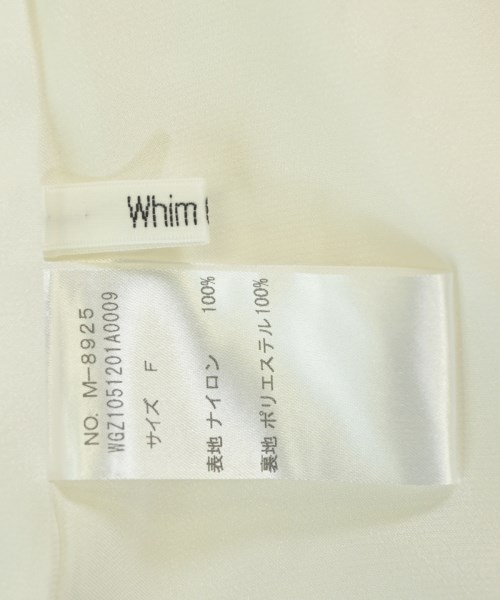 Whim
NO. M-8925
WGZ1051201A0009
サイズ F
表地 ナイロン 100%
裏地 ポリエステル100%